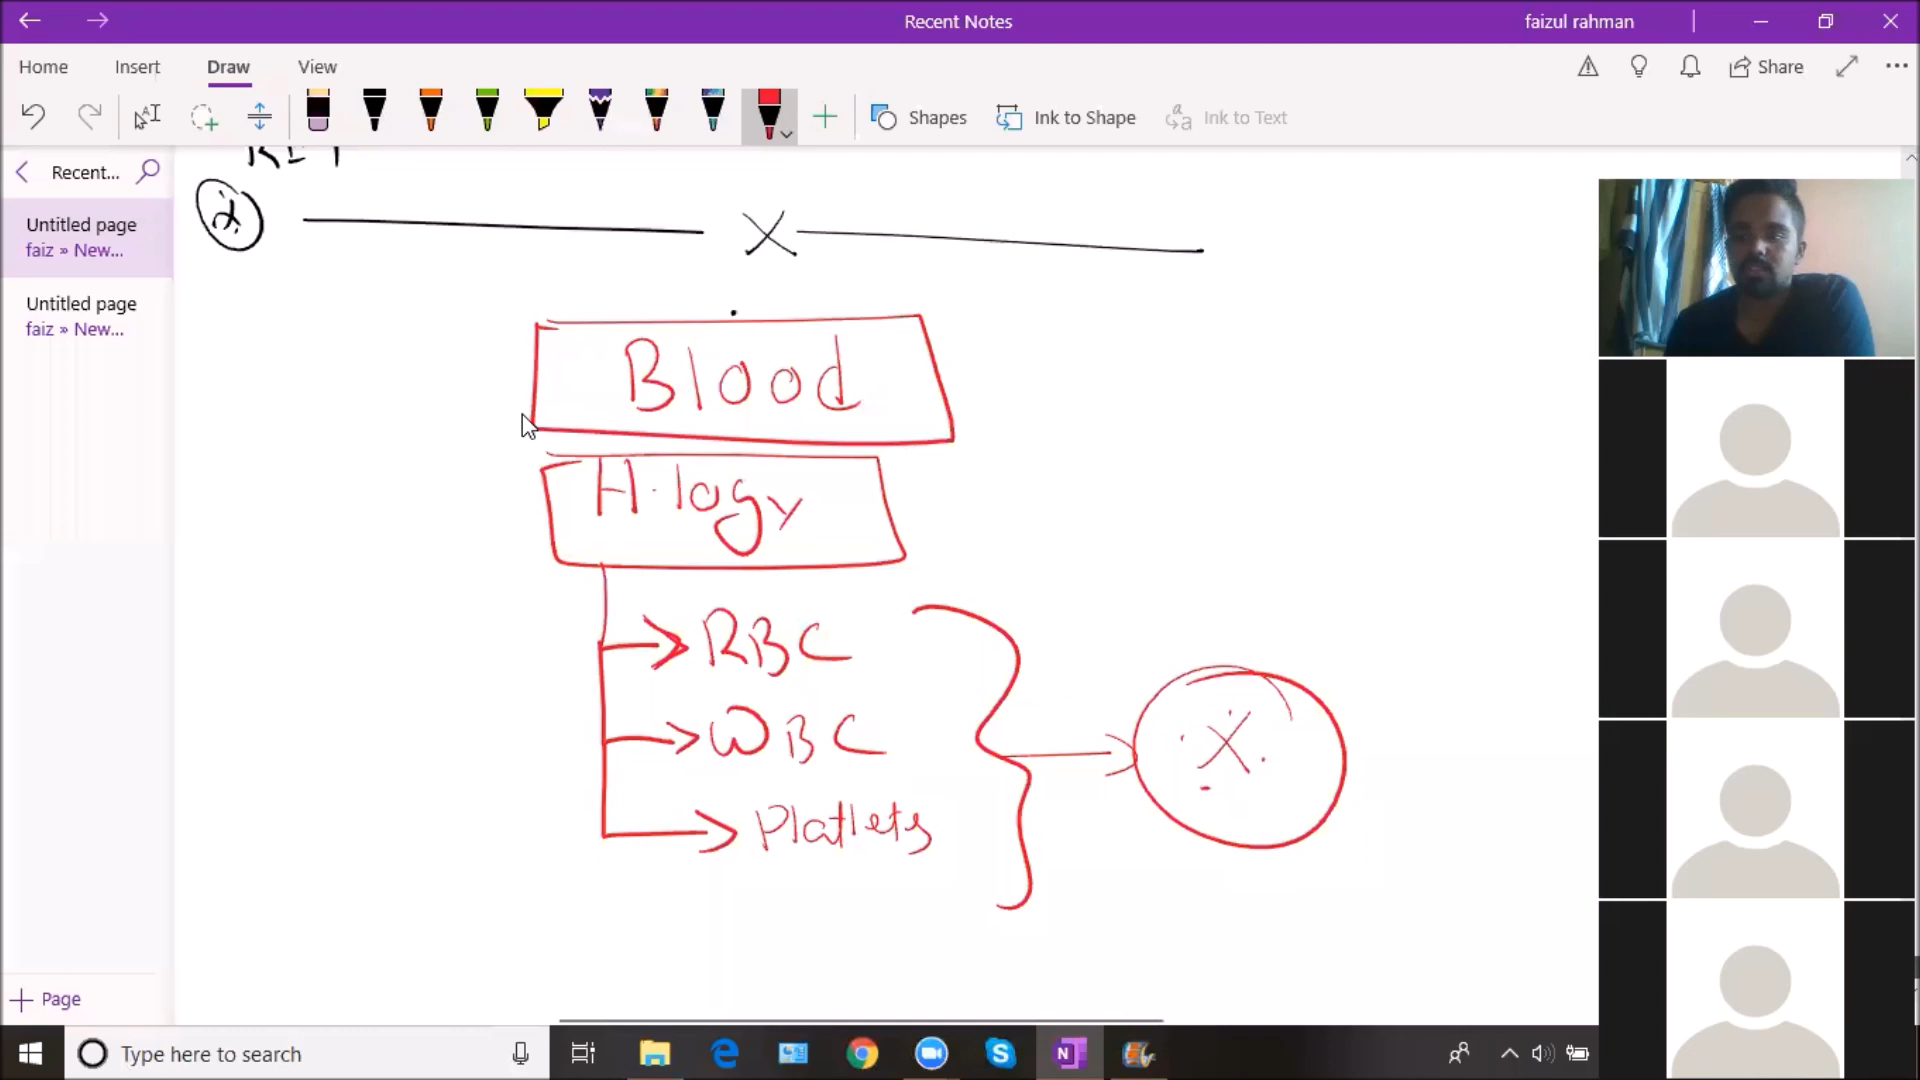 Recent Notes
faizul rahman
Home
Insert
Draw
View
Share
Shapes
Ink to Shape
Ink to Text
Recent...
Untitled page
faiz » New...
Untitled page
faiz » New...
X
Blood
H.logy
RBC
WBC
Platlets
X
Page
Type here to search